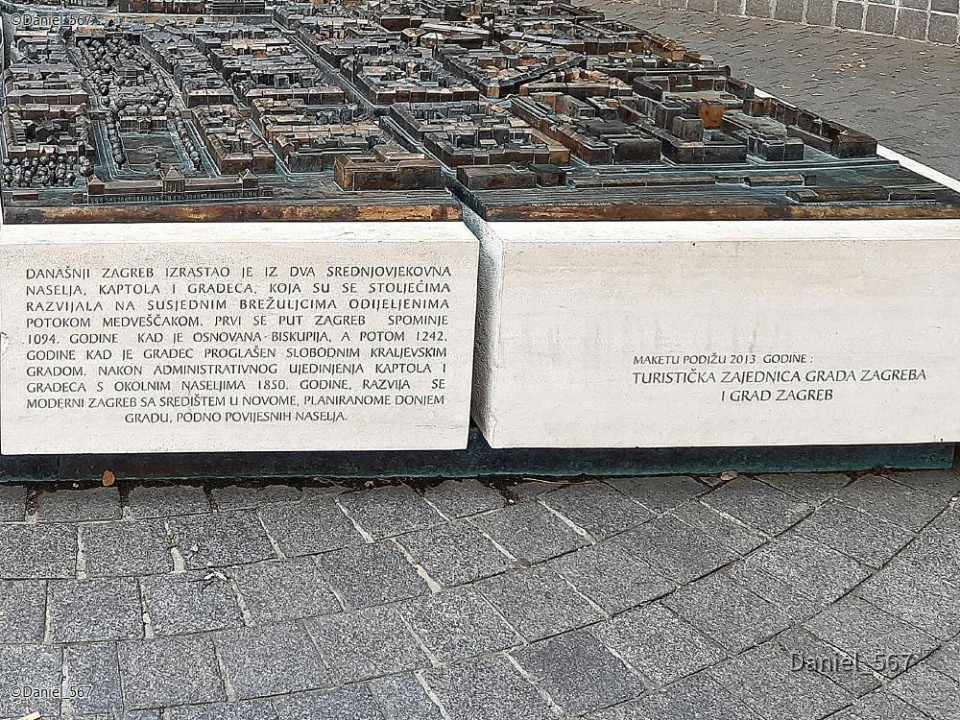 ©Daniel_567
DANAŠNJI ZAGREB IZRASTAO JE IZ DVA SREDNJOVJEKOVNA
NASELJA, KAPTOLA I GRADECA, KOJA SU SE STOLJEĆIMA
RAZVIJALA NA SUSJEDNIM BREŽULJCIMA ODIJELJENIMA
POTOKOM MEDVEŠČAKOM. PRVI SE PUT ZAGREB SPOMINJE
1094. GODINE KAD JE OSNOVANA BISKUPIJA, A POTOM 1242.
GODINE KAD JE GRADEC PROGLAŠEN SLOBODNIM KRALJEVSKIM
GRADOM. NAKON ADMINISTRATIVNOG UJEDINJENJA KAPTOLA I
GRADECA S OKOLNIM NASELJIMA 1850. GODINE, RAZVIJA SE
MODERNI ZAGREB SA SREDIŠTEM U NOVOME, PLANIRANOME DONJEM
GRADU, PODNO POVIJESNIH NASELJA.
MAKETU PODIŽU 2013 GODINE :
TURISTIČKA ZAJEDNICA GRADA ZAGREBA
I GRAD ZAGREB
Daniel_567
©Daniel_567